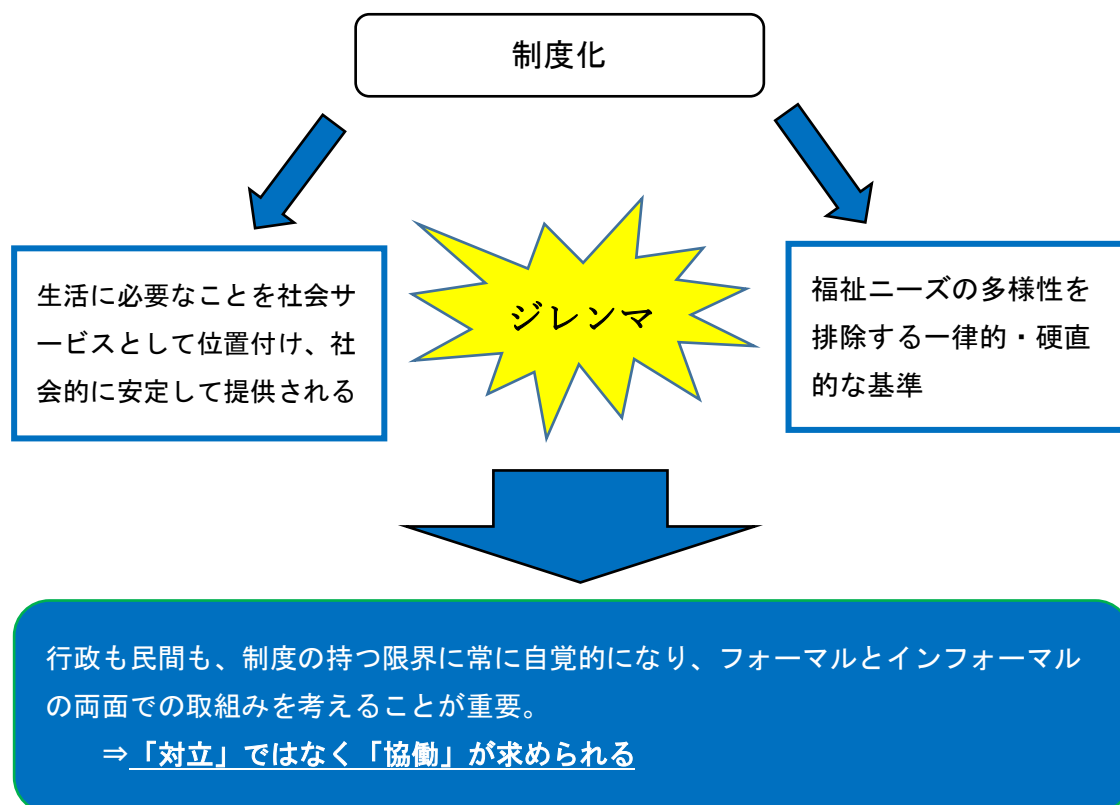 制度化
生活に必要なことを社会サ
ービスとして位置付け、社
会的に安定して提供される
ジレンマ
福祉ニーズの多様性を
排除する一律的・硬直
的な基準
行政も民間も、制度の持つ限界に常に自覚的になり、フォーマルとインフォーマル
の両面での取組みを考えることが重要。
⇒「対立」ではなく「協働」が求められる